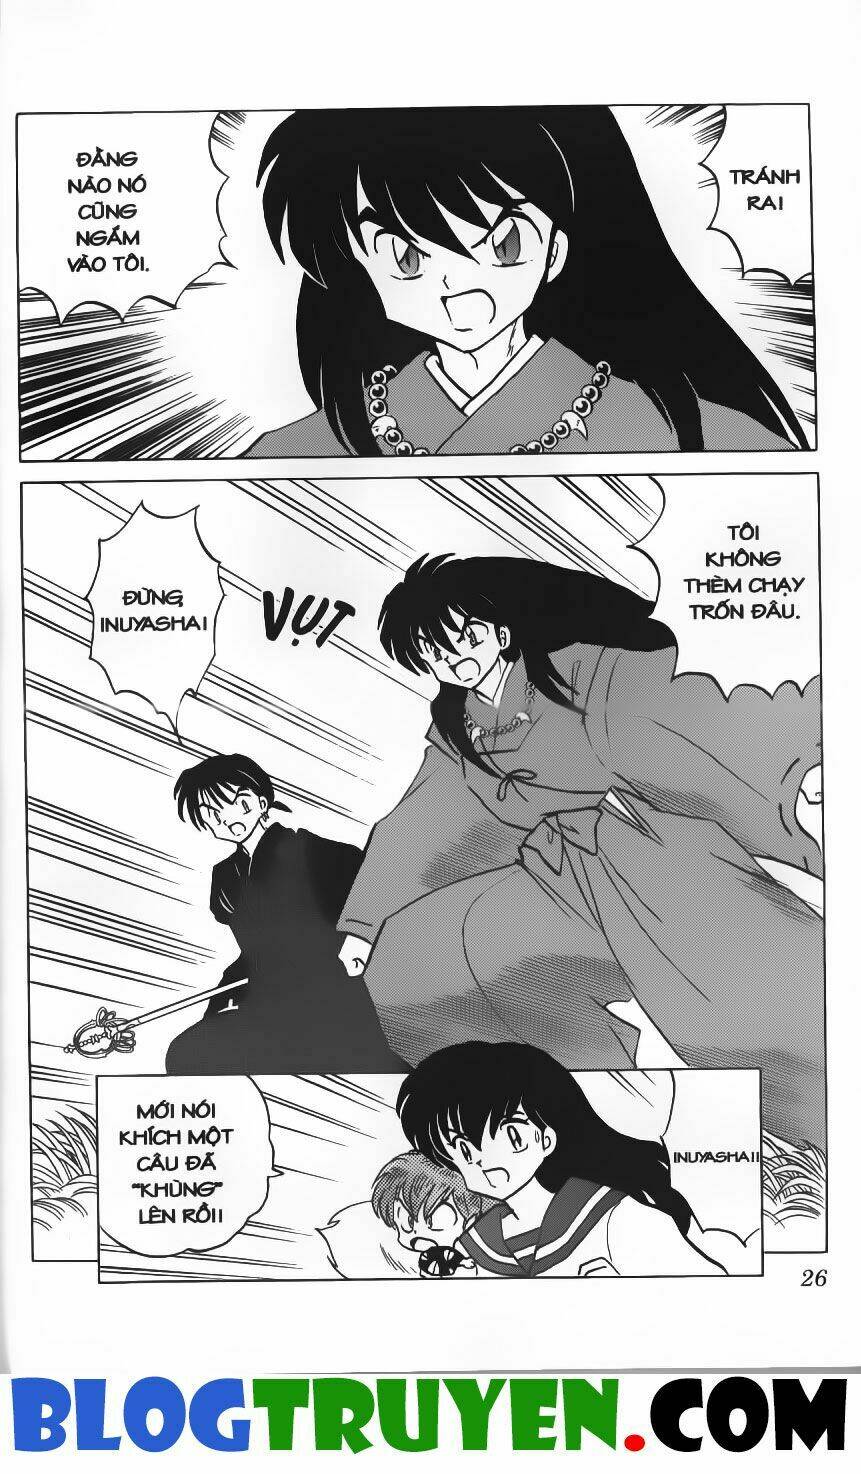 TRÁNH
RA!
ĐẰNG
NÀO NÓ
CŨNG
NGẮM
VÀO TÔI.
TÔI
KHÔNG
THÈM CHẠY
TRỐN ĐÂU.
VỤT
ĐỪNG,
INUYASHA!
INUYASHA!!
MỚI NÓI
KHÍCH MỘT
CÂU ĐÃ
"KHÙNG"
LÊN RỒI!
26
BLOGTRUYEN.COM